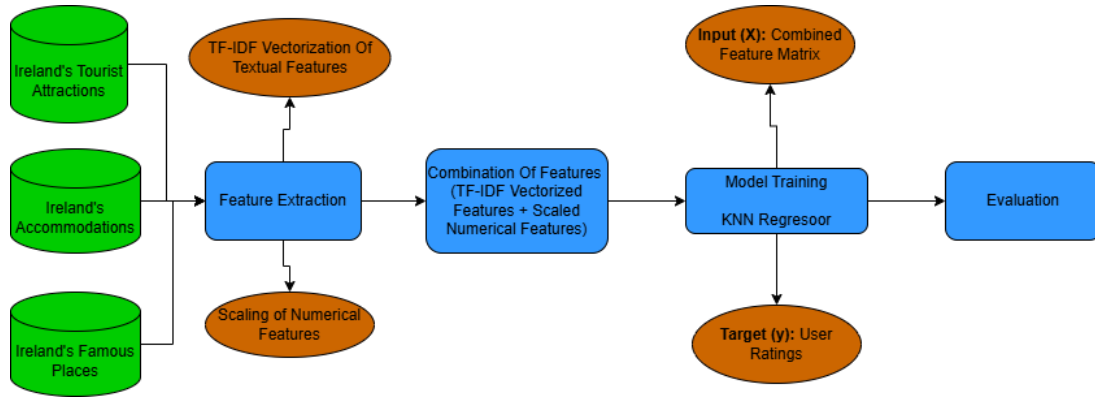 Ireland's Tourist
Attractions
Ireland's
Accommodations
Ireland's Famous
Places
TF-IDF Vectorization Of
Textual Features
Feature Extraction
Scaling of Numerical
Features
Combination Of Features
(TF-IDF Vectorized
Features + Scaled
Numerical Features)
Input (X): Combined
Feature Matrix
Model Training
KNN Regresoor
Target (y): User
Ratings
Evaluation